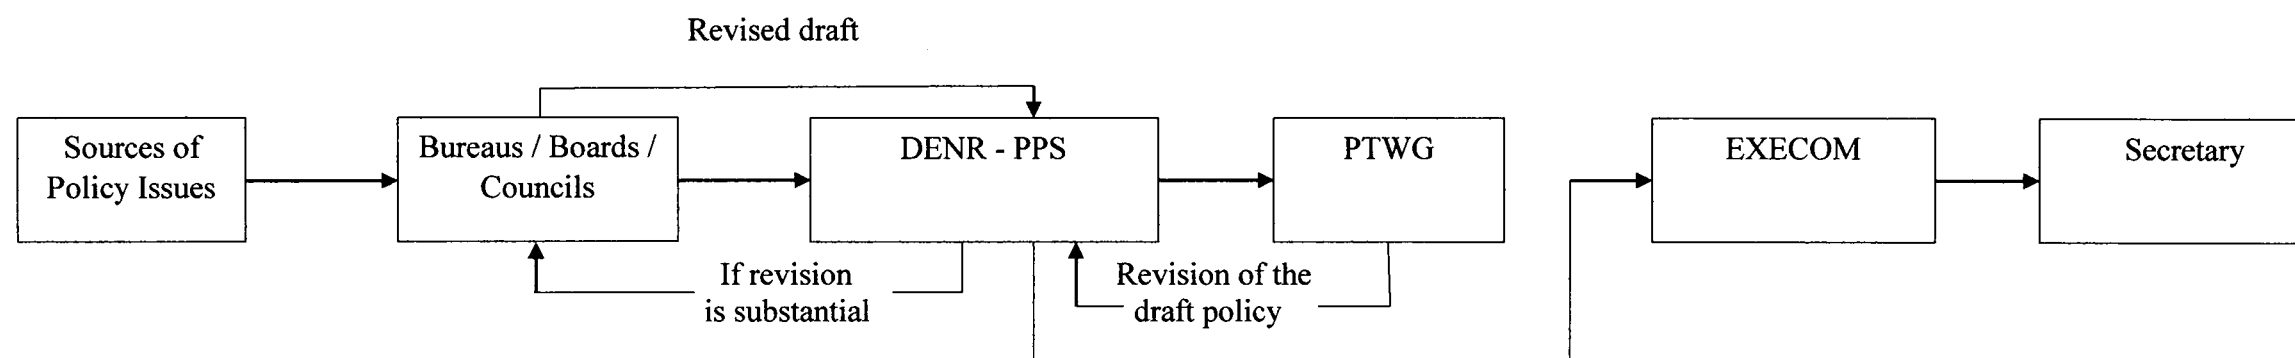 Revised draft
Sources of
Policy Issues
Bureaus / Boards /
Councils
DENR - PPS
PTWG
EXECOM
Secretary
If revision
is substantial
Revision of the
draft policy